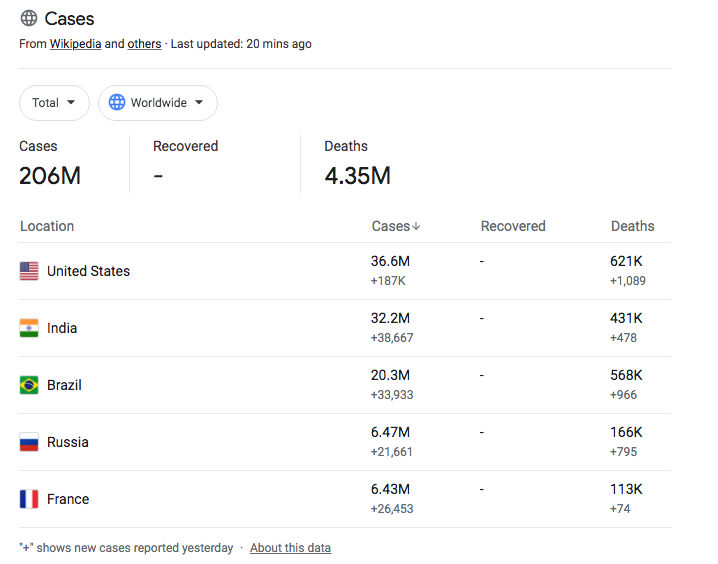 Cases
From Wikipedia and others · Last updated: 20 mins ago
Total Worldwide
Cases Recovered Deaths
206M - 4.35M
Location Cases↓ Recovered Deaths
United States 36.6M - 621K
+187K +1,089
India 32.2M - 431K
+38,667 +478
Brazil 20.3M - 568K
+33,933 +966
Russia 6.47M - 166K
+21,661 +795
France 6.43M - 113K
+26,453 +74
"+" shows new cases reported yesterday · About this data